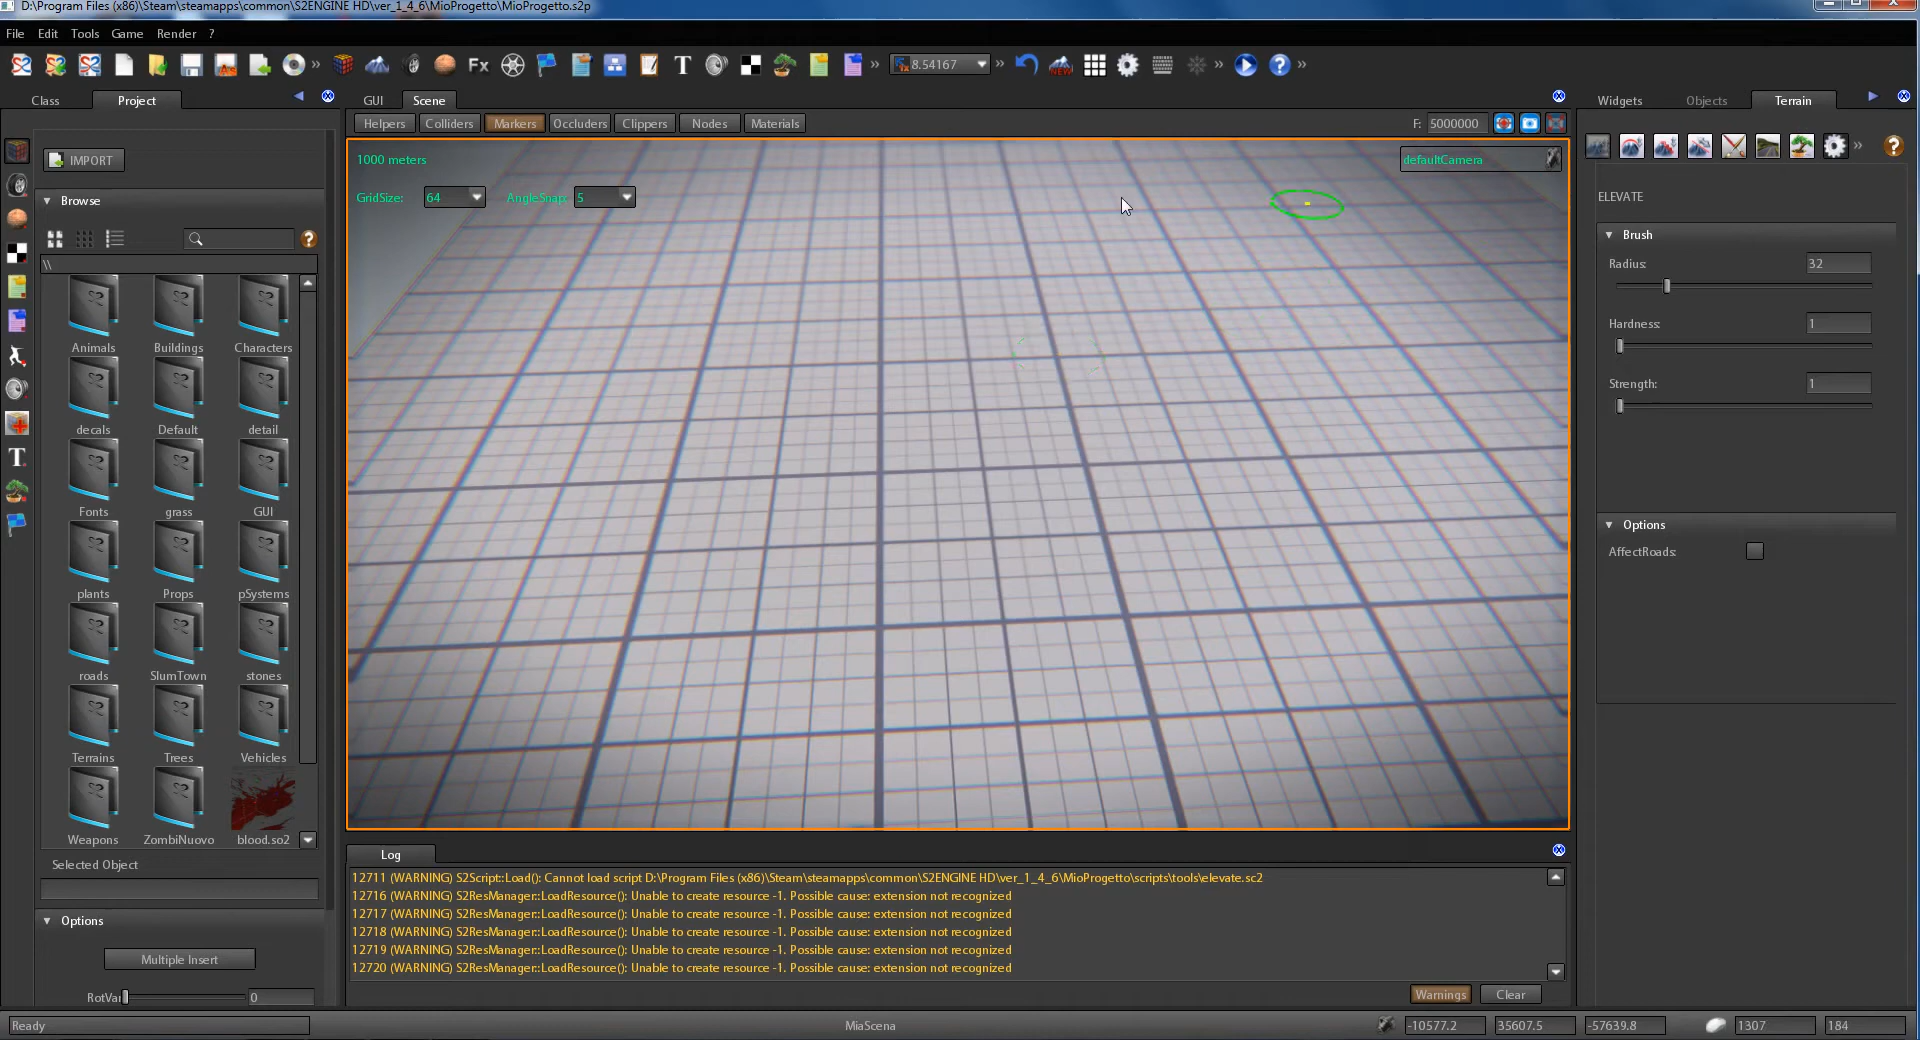 D:\Program Files (x86)\Steam\steamapps\common\S2ENGINE HD\ver_1_4_6\MioProgetto\MioProgetto.s2p
File Edit Tools Game Render ?
Fx T 8.54167
Class Project
GUI Scene
Widgets Objects Terrain
Helpers Colliders Markers Occluders Clippers Nodes Materials F: 5000000
IMPORT
1000 meters
defaultCamera
GridSize: 64 AngleSnap: 5
ELEVATE
Browse
Brush
Radius: 32
\\
Hardness: 1
Animals Buildings Characters
Strength: 1
decals Default detail
Fonts grass GUI
Options
AffectRoads:
plants Props pSystems
roads SlumTown stones
Terrains Trees Vehicles
Weapons ZombiNuovo blood.so2
Selected Object
Log
12711 (WARNING) S2Script::Load(): Cannot load script D:\Program Files (x86)\Steam\steamapps\common\S2ENGINE HD\ver_1_4_6\MioProgetto\scripts\tools\elevate.sc2
12716 (WARNING) S2ResManager::LoadResource(): Unable to create resource -1. Possible cause: extension not recognized
12717 (WARNING) S2ResManager::LoadResource(): Unable to create resource -1. Possible cause: extension not recognized
12718 (WARNING) S2ResManager::LoadResource(): Unable to create resource -1. Possible cause: extension not recognized
12719 (WARNING) S2ResManager::LoadResource(): Unable to create resource -1. Possible cause: extension not recognized
12720 (WARNING) S2ResManager::LoadResource(): Unable to create resource -1. Possible cause: extension not recognized
Options
Multiple Insert
RotVar 0
Warnings Clear
Ready MiaScena -10577.2 35607.5 -57639.8 1307 184